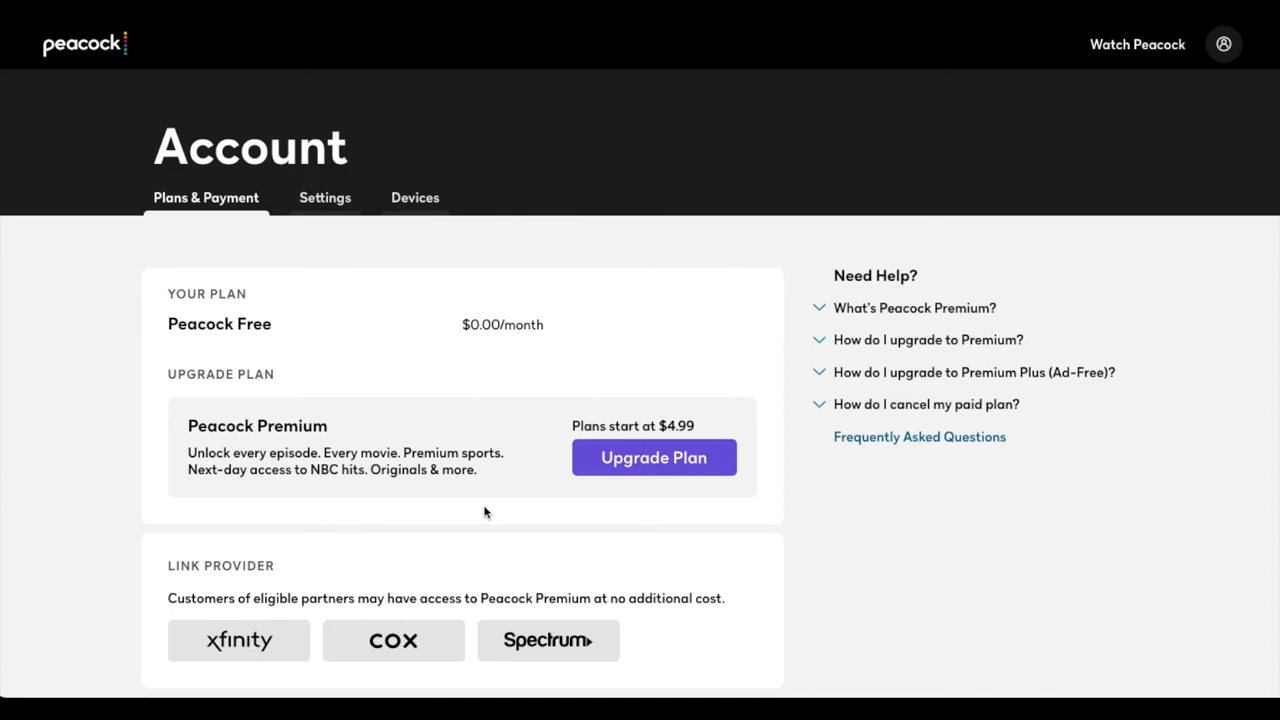 peacock
Watch Peacock
Account
Plans & Payment
Settings
Devices
YOUR PLAN
Peacock Free
$0.00/month
UPGRADE PLAN
Peacock Premium
Unlock every episode. Every movie. Premium sports.
Next-day access to NBC hits. Originals & more.
Plans start at $4.99
Upgrade Plan
LINK PROVIDER
Customers of eligible partners may have access to Peacock Premium at no additional cost.
xfinity
COX
Spectrum
Need Help?
What's Peacock Premium?
How do I upgrade to Premium?
How do I upgrade to Premium Plus (Ad-Free)?
How do I cancel my paid plan?
Frequently Asked Questions